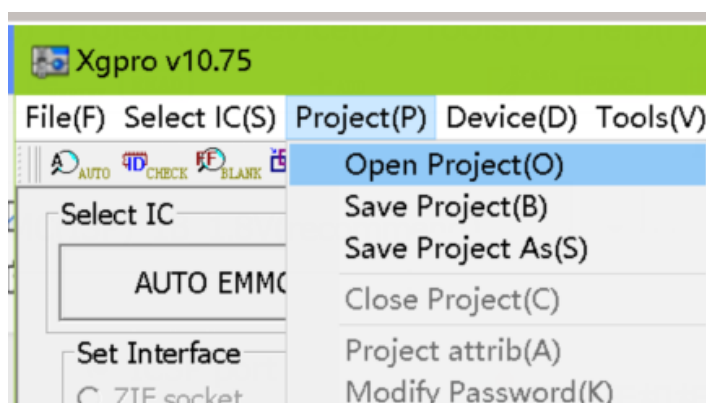 Xgpro v10.75
File(F) Select IC(S) Project(P) Device(D) Tools(V)
AUTO CHECK BLANK
Open Project(O)
Select IC
Save Project(B)
Save Project As(S)
AUTO EMMC
Close Project(C)
Set Interface
Project attrib(A)
ZIF socket
Modify Password(K)